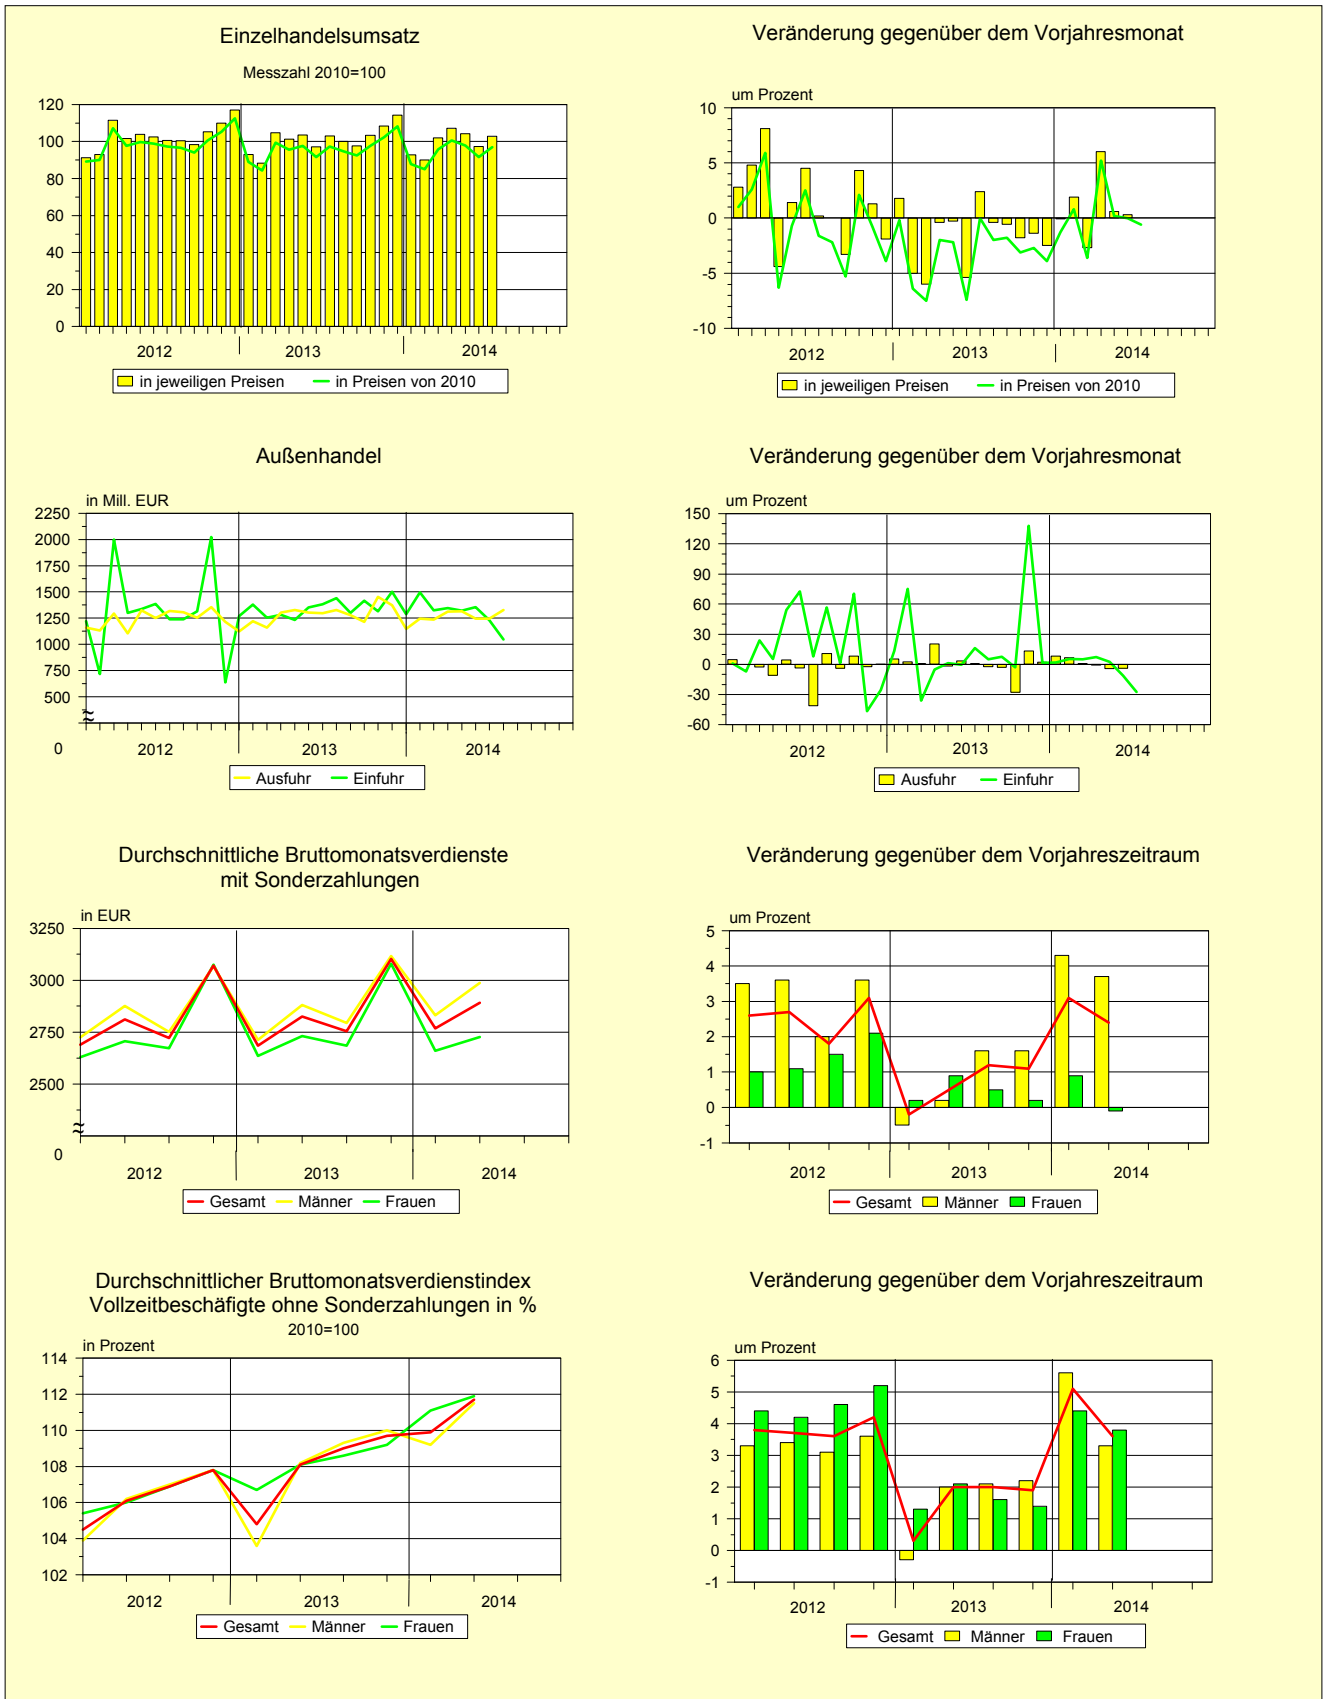 Einzelhandelsumsatz
Messzahl 2010=100
120
100
80
60
40
20
0
2012 2013 2014
in jeweiligen Preisen in Preisen von 2010
Veränderung gegenüber dem Vorjahresmonat
um Prozent
10
5
0
-5
-10
2012 2013 2014
in jeweiligen Preisen in Preisen von 2010
Außenhandel
in Mill. EUR
2250
2000
1750
1500
1250
1000
750
500
0
2012 2013 2014
Ausfuhr Einfuhr
Veränderung gegenüber dem Vorjahresmonat
um Prozent
150
120
90
60
30
0
-30
-60
2012 2013 2014
Ausfuhr Einfuhr
Durchschnittliche Bruttomonatsverdienste
mit Sonderzahlungen
in EUR
3250
3000
2750
2500
0
2012 2013 2014
Gesamt Männer Frauen
Veränderung gegenüber dem Vorjahreszeitraum
um Prozent
5
4
3
2
1
0
-1
2012 2013 2014
Gesamt Männer Frauen
Durchschnittlicher Bruttomonatsverdienstindex
Vollzeitbeschäfigte ohne Sonderzahlungen in %
2010=100
in Prozent
114
112
110
108
106
104
102
2012 2013 2014
Gesamt Männer Frauen
Veränderung gegenüber dem Vorjahreszeitraum
um Prozent
6
5
4
3
2
1
0
-1
2012 2013 2014
Gesamt Männer Frauen